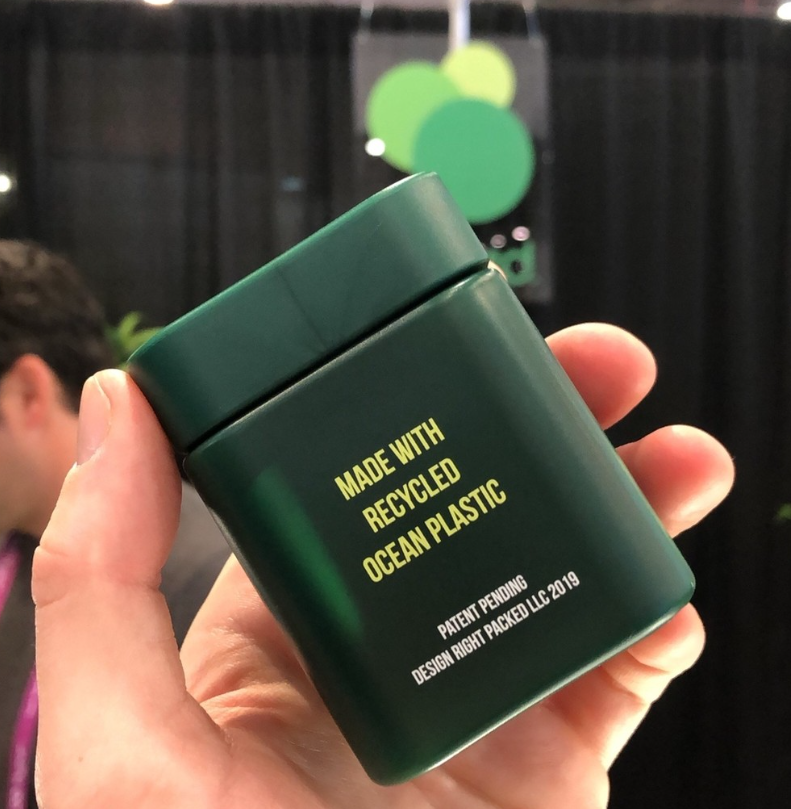 MADE WITH
RECYCLED
OCEAN PLASTIC
PATENT PENDING
DESIGN RIGHT PACKED LLC 2019